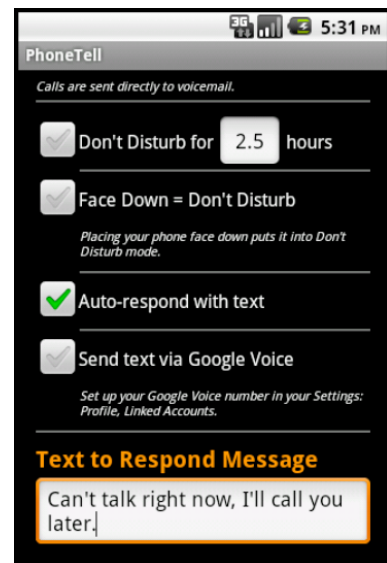 3G 5:31 PM
PhoneTell
Calls are sent directly to voicemail.
Don't Disturb for 2.5 hours
Face Down = Don't Disturb
Placing your phone face down puts it into Don't
Disturb mode.
Auto-respond with text
Send text via Google Voice
Set up your Google Voice number in your Settings:
Profile, Linked Accounts.
Text to Respond Message
Can't talk right now, I'll call you
later.